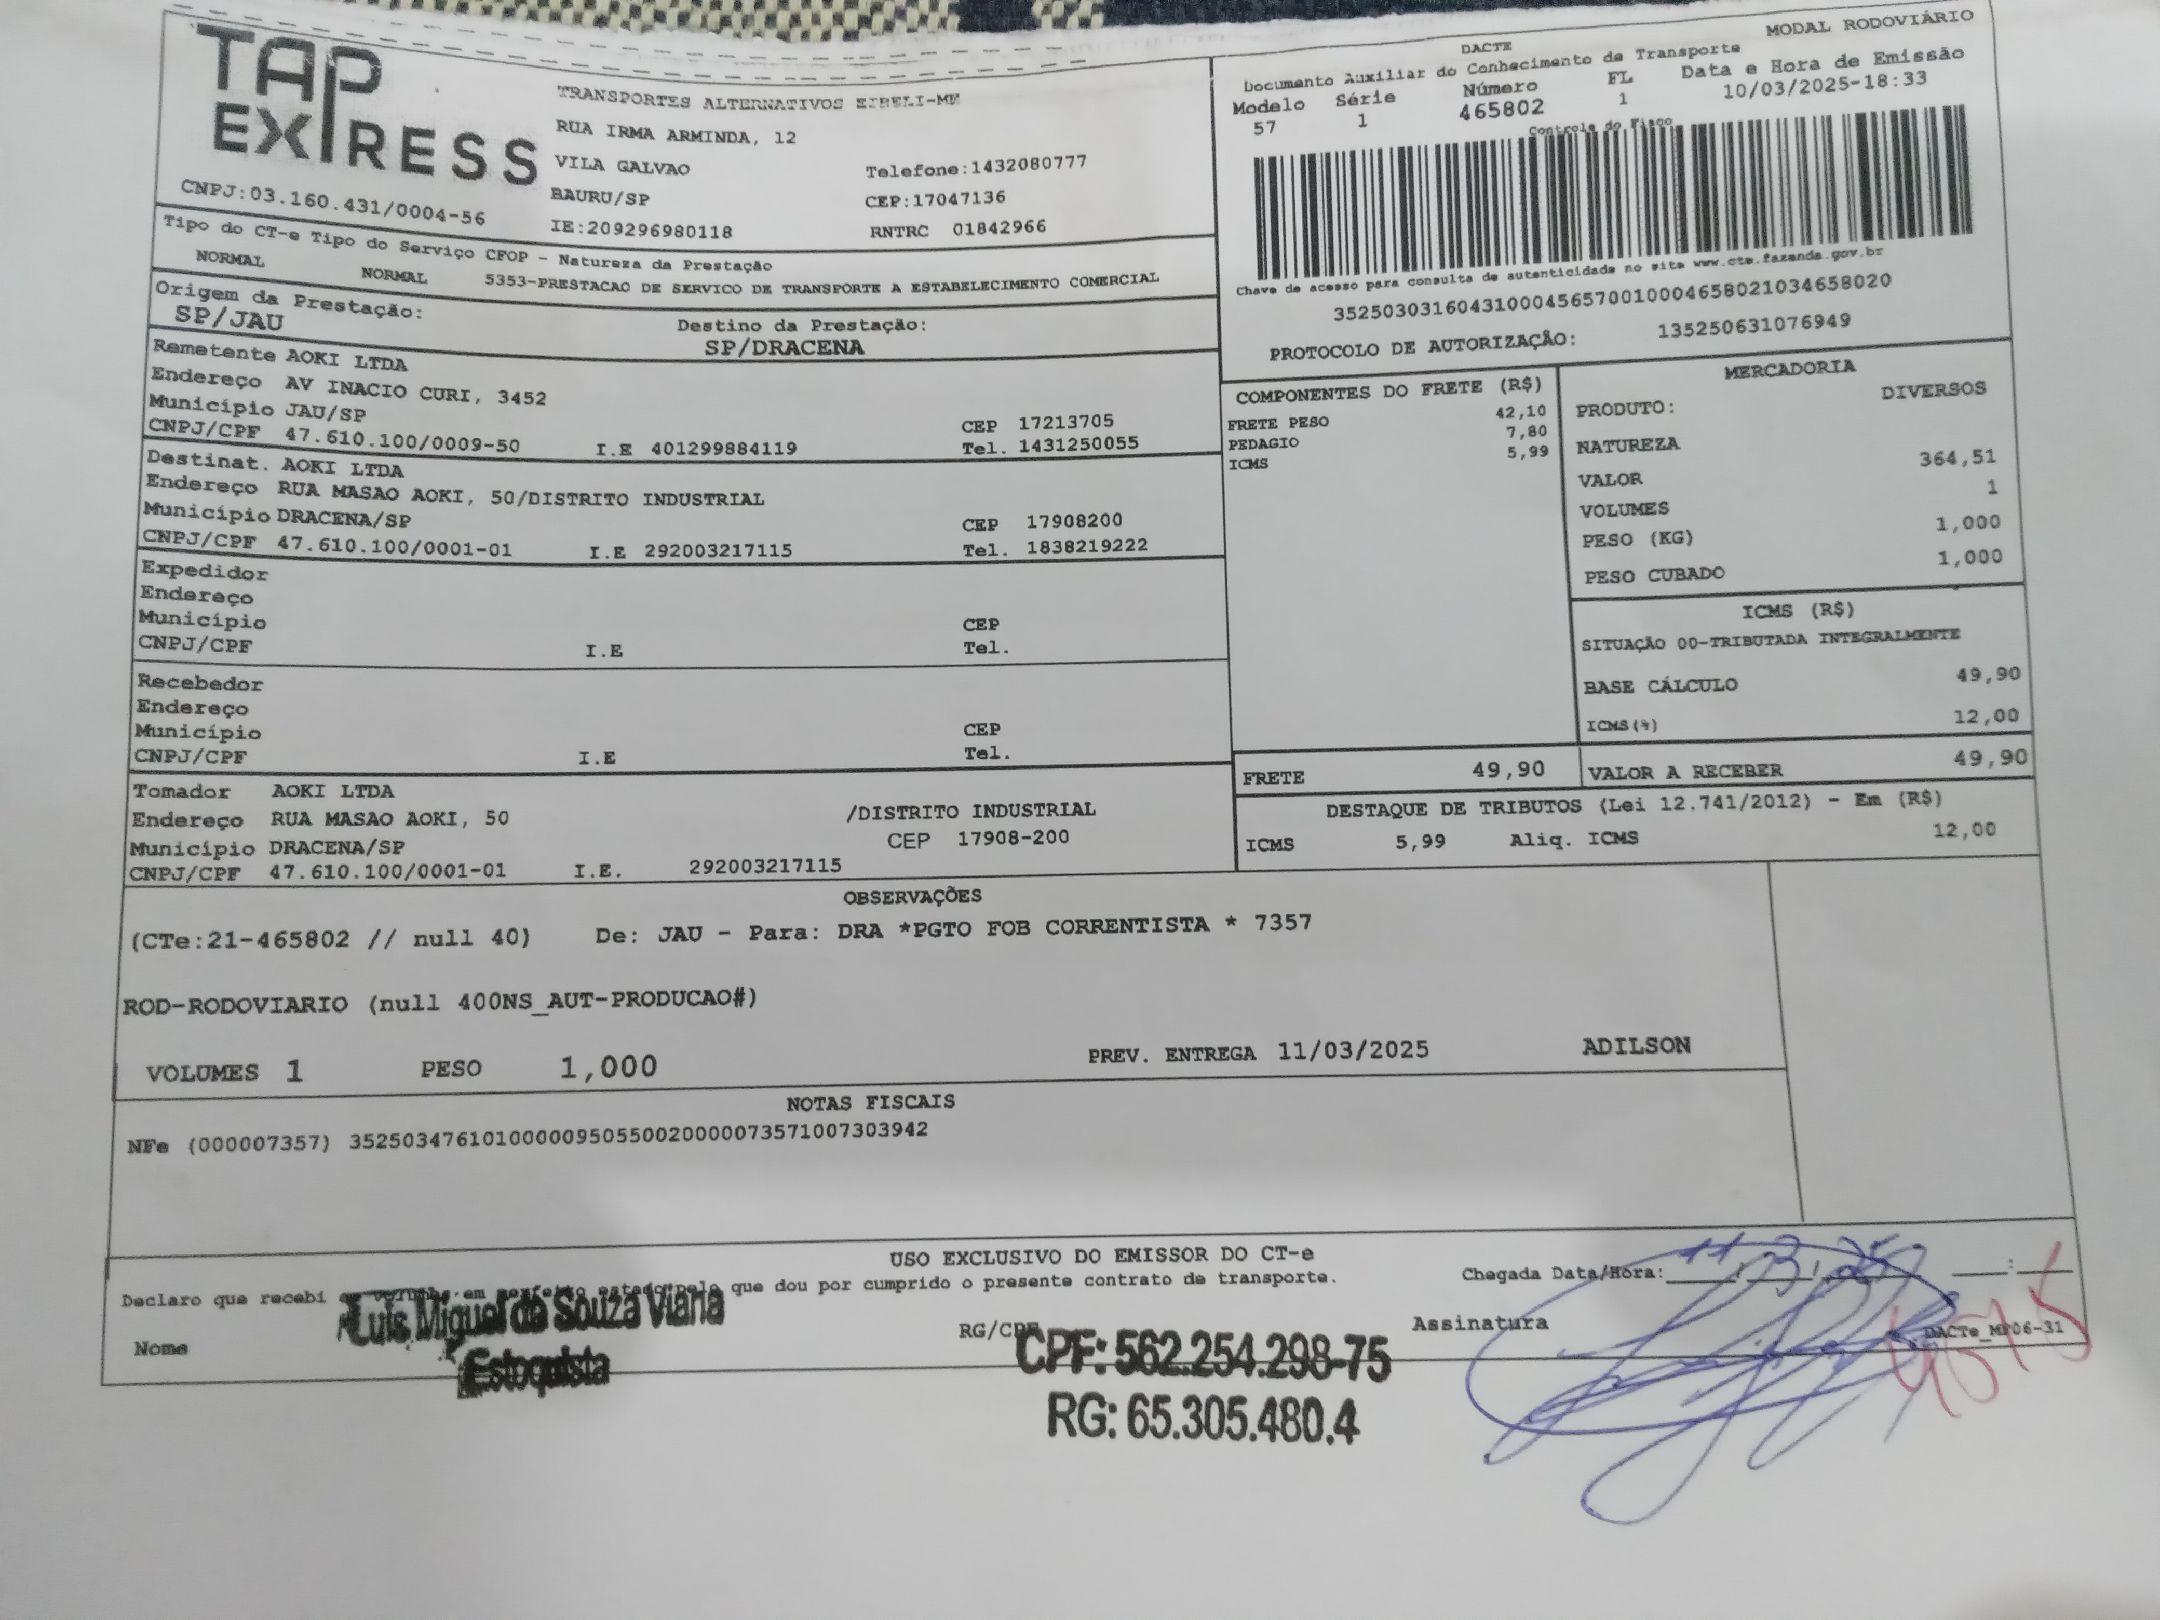 TAP
EXPRESS
CNPJ:03.160.431/0004-56
TRANSPORTES ALTERNATIVOS EIRELI-ME
RUA IRMA ARMINDA, 12
VILA GALVAO Telefone:1432080777
BAURU/SP CEP:17047136
IE:209296980118 RNTRC 01842966
MODAL RODOVIÁRIO
DACTE
Documento Auxiliar do Conhecimento de Transporte
Modelo Série Número FL Data e Hora de Emissão
57 1 465802 1 10/03/2025-18:33
Controle do Fisco
Chave de acesso para consulta de autenticidade no site www.cte.fazenda.gov.br
35250303160431000456570010004658021034658020
PROTOCOLO DE AUTORIZAÇÃO: 135250631076949
Tipo do CT-e Tipo do Serviço CFOP - Natureza da Prestação
NORMAL NORMAL 5353-PRESTACAO DE SERVICO DE TRANSPORTE A ESTABELECIMENTO COMERCIAL
Origem da Prestação: Destino da Prestação:
SP/JAU SP/DRACENA
Remetente AOKI LTDA
Endereço AV INACIO CURI, 3452
Município JAU/SP CEP 17213705
CNPJ/CPF 47.610.100/0009-50 I.E 401299884119 Tel. 1431250055
Destinat. AOKI LTDA
Endereço RUA MASAO AOKI, 50/DISTRITO INDUSTRIAL
Município DRACENA/SP CEP 17908200
CNPJ/CPF 47.610.100/0001-01 I.E 292003217115 Tel. 1838219222
Expedidor
Endereço
Município CEP
CNPJ/CPF I.E Tel.
Recebedor
Endereço
Município CEP
CNPJ/CPF I.E Tel.
Tomador AOKI LTDA
Endereço RUA MASAO AOKI, 50 /DISTRITO INDUSTRIAL
Município DRACENA/SP CEP 17908-200
CNPJ/CPF 47.610.100/0001-01 I.E. 292003217115
COMPONENTES DO FRETE (R$)
FRETE PESO 42,10
PEDAGIO 7,80
ICMS 5,99
MERCADORIA
PRODUTO: DIVERSOS
NATUREZA
VALOR 364,51
VOLUMES 1
PESO (KG) 1,000
PESO CUBADO 1,000
ICMS (R$)
SITUAÇÃO 00-TRIBUTADA INTEGRALMENTE
BASE CÁLCULO 49,90
ICMS(%) 12,00
FRETE 49,90 VALOR A RECEBER 49,90
DESTAQUE DE TRIBUTOS (Lei 12.741/2012) - Em (R$)
ICMS 5,99 Aliq. ICMS 12,00
OBSERVAÇÕES
(CTe:21-465802 // null 40) De: JAU - Para: DRA *PGTO FOB CORRENTISTA * 7357
ROD-RODOVIARIO (null 400NS_AUT-PRODUCAO#)
VOLUMES 1 PESO 1,000 PREV. ENTREGA 11/03/2025 ADILSON
NOTAS FISCAIS
NFe (000007357) 35250347610100000950550020000073571007303942
USO EXCLUSIVO DO EMISSOR DO CT-e
Declaro que recebi em perfeito estado pelo que dou por cumprido o presente contrato de transporte. Chegada Data/Hora: 11/3/25 :
Nome Luis Miguel de Souza Viana RG/CPF Assinatura
Estoquista
CPF: 562.254.298-75
RG: 65.305.480.4
DACTe_MP06-31